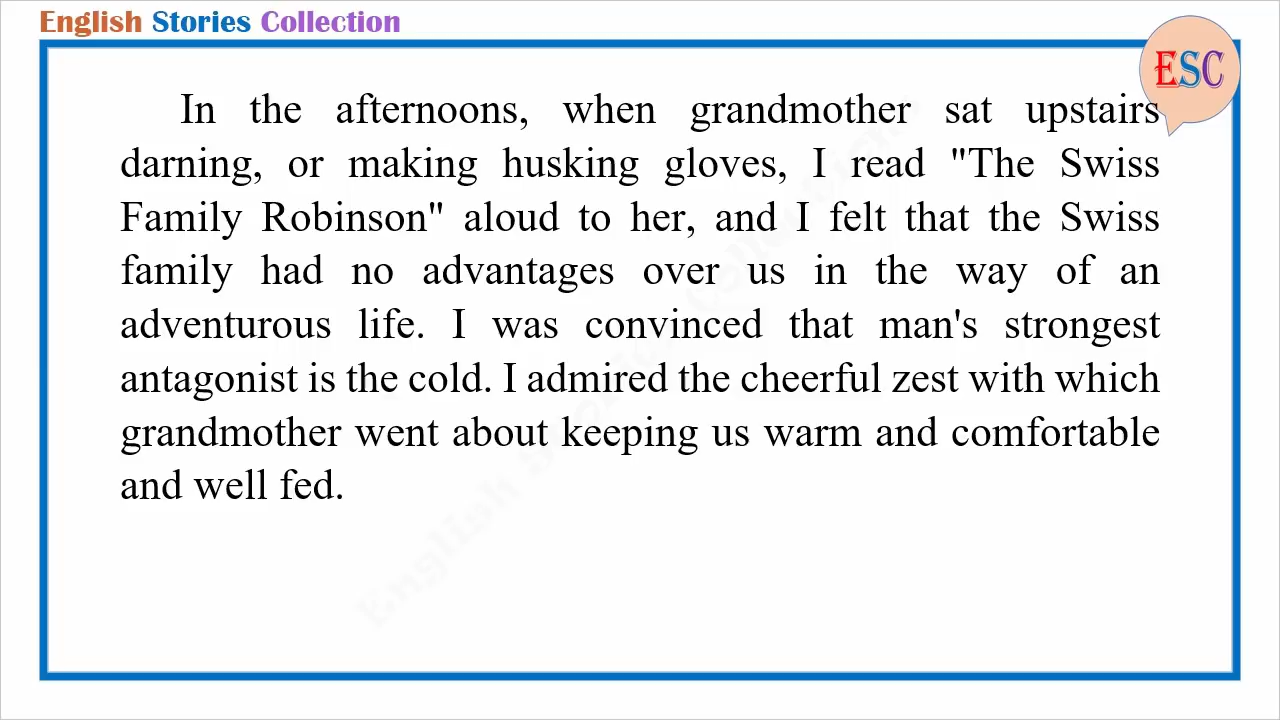 English Stories Collection
ESC
In the afternoons, when grandmother sat upstairs
darning, or making husking gloves, I read "The Swiss
Family Robinson" aloud to her, and I felt that the Swiss
family had no advantages over us in the way of an
adventurous life. I was convinced that man's strongest
antagonist is the cold. I admired the cheerful zest with which
grandmother went about keeping us warm and comfortable
and well fed.
English Stories Collection